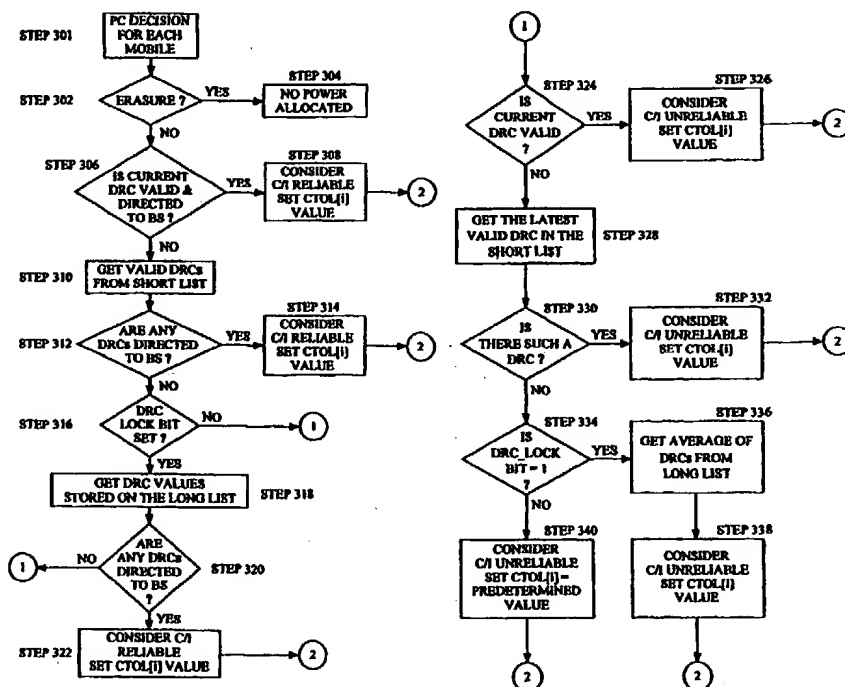 STEP 301
PC DECISION
FOR EACH
MOBILE
STEP 302
ERASURE ?
YES
STEP 304
NO POWER
ALLOCATED
NO
STEP 306
IS CURRENT
DRC VALID &
DIRECTED
TO BS ?
YES
STEP 308
CONSIDER
C/I RELIABLE
SET CTOL[i]
VALUE
2
NO
STEP 310
GET VALID DRCs
FROM SHORT LIST
STEP 312
ARE ANY
DRCs DIRECTED
TO BS ?
YES
STEP 314
CONSIDER
C/I RELIABLE
SET CTOL[i]
VALUE
2
NO
STEP 316
DRC
LOCK BIT
SET ?
NO
1
YES
GET DRC VALUES
STORED ON THE LONG LIST
STEP 318
1
NO
ARE
ANY DRCs
DIRECTED
TO BS
?
STEP 320
YES
STEP 322
CONSIDER C/I
RELIABLE
SET CTOL[i] VALUE
2
1
STEP 324
IS
CURRENT
DRC VALID
?
YES
STEP 326
CONSIDER
C/I UNRELIABLE
SET CTOL[i]
VALUE
2
NO
GET THE LATEST
VALID DRC IN THE
SHORT LIST
STEP 328
STEP 330
IS
THERE SUCH A
DRC ?
YES
STEP 332
CONSIDER
C/I UNRELIABLE
SET CTOL[i]
VALUE
2
NO
STEP 334
IS
DRC_LOCK
BIT = 1
?
YES
STEP 336
GET AVERAGE OF
DRCs FROM
LONG LIST
NO
STEP 340
CONSIDER
C/I UNRELIABLE
SET CTOL[i] =
PREDETERMINED
VALUE
2
STEP 338
CONSIDER
C/I UNRELIABLE
SET CTOL[i]
VALUE
2